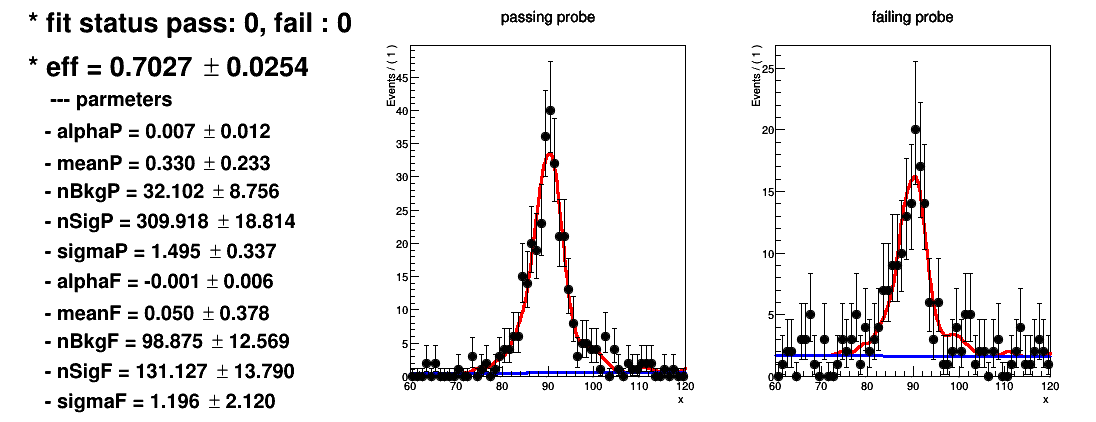 * fit status pass: 0, fail : 0
* eff = 0.7027 ± 0.0254
--- parmeters
- alphaP = 0.007 ± 0.012
- meanP = 0.330 ± 0.233
- nBkgP = 32.102 ± 8.756
- nSigP = 309.918 ± 18.814
- sigmaP = 1.495 ± 0.337
- alphaF = -0.001 ± 0.006
- meanF = 0.050 ± 0.378
- nBkgF = 98.875 ± 12.569
- nSigF = 131.127 ± 13.790
- sigmaF = 1.196 ± 2.120
passing probe
Events / ( 1 )
45
40
35
30
25
20
15
10
5
0
60 70 80 90 100 110 120
x
failing probe
Events / ( 1 )
25
20
15
10
5
0
60 70 80 90 100 110 120
x